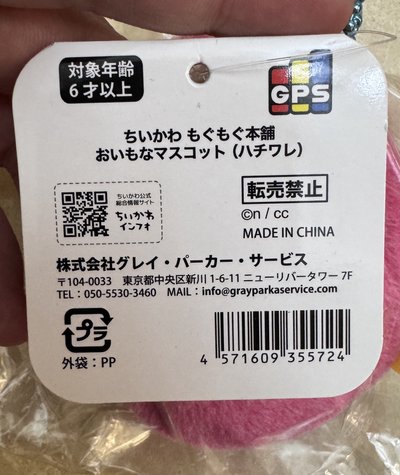 対象年齢
6才以上
GPS
ちいかわ もぐもぐ本舗
おいもなマスコット（ハチワレ）
ちいかわ公式
総合情報サイト
ちいかわ
インフォ
転売禁止
©n / cc
MADE IN CHINA
株式会社グレイ・パーカー・サービス
〒104-0033 東京都中央区新川 1-6-11 ニューリバータワー 7F
TEL：050-5530-3460 MAIL：info@grayparkaservice.com
プラ
外袋：PP
4 571609 355724